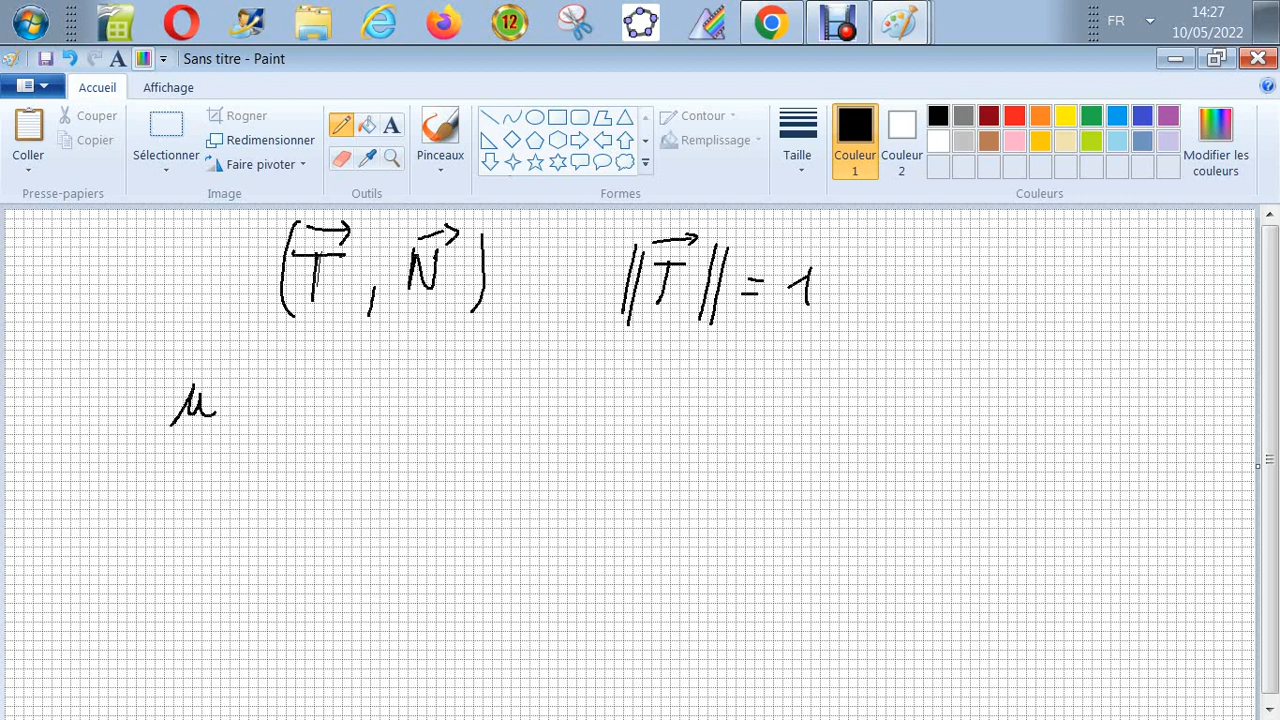 12
FR
14:27
10/05/2022
A
Sans titre - Paint
Accueil
Affichage
Coller
Couper
Copier
Presse-papiers
Sélectionner
Rogner
Redimensionner
Faire pivoter
Image
A
Outils
Pinceaux
Contour
Remplissage
Formes
Taille
Couleur 1
Couleur 2
Modifier les couleurs
Couleurs
(T⃗, N⃗)  ‖T⃗‖ = 1
μ